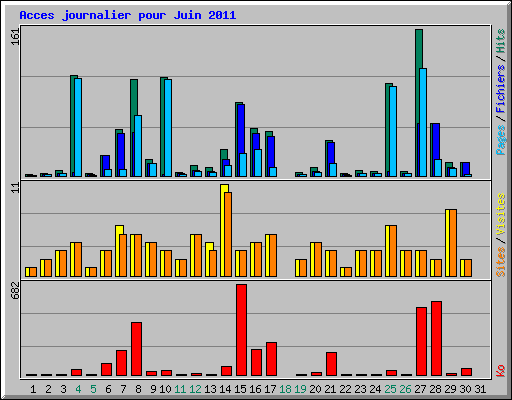 Acces journalier pour Juin 2011
161
Pages / Fichiers / Hits
11
Sites / Visites
682
Ko
1 2 3 4 5 6 7 8 9 10 11 12 13 14 15 16 17 18 19 20 21 22 23 24 25 26 27 28 29 30 31